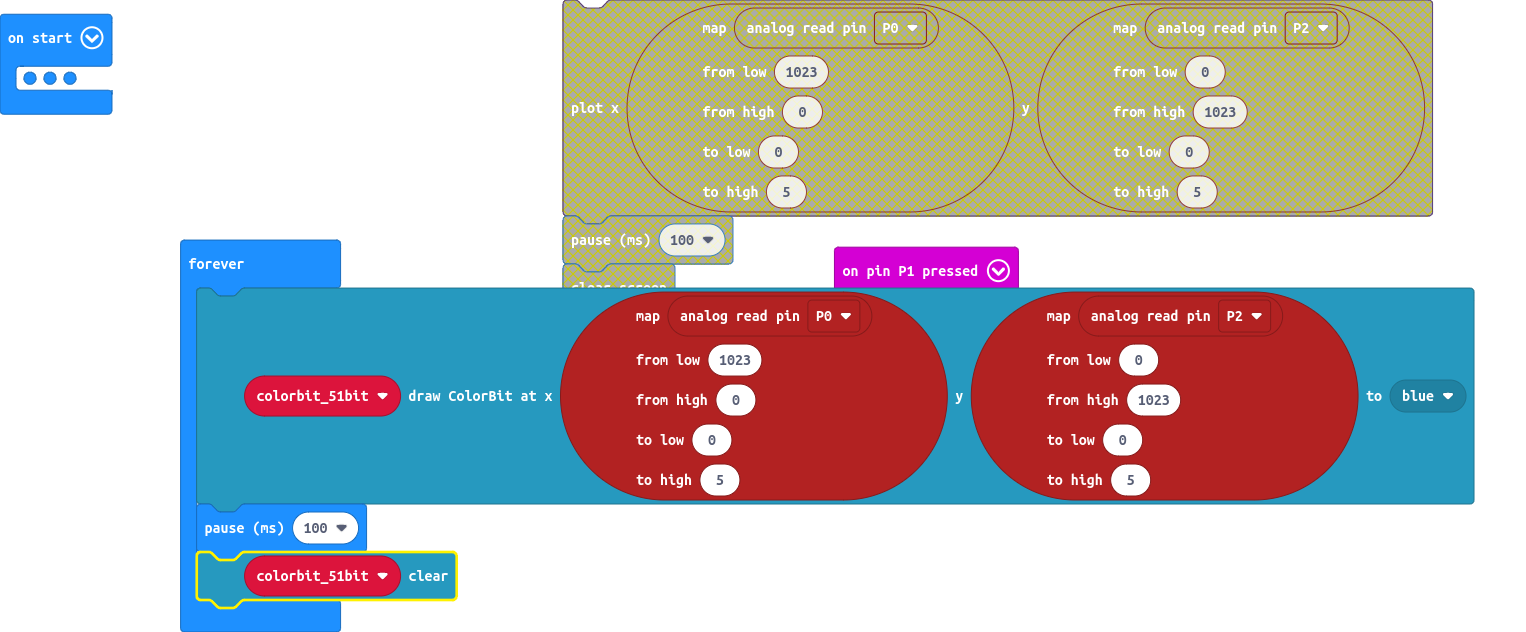 on start
map analog read pin P0
from low 1023
from high 0
plot x
to low 0
to high 5
y
map analog read pin P2
from low 0
from high 1023
to low 0
to high 5
pause (ms) 100
clear screen
on pin P1 pressed
forever
colorbit_51bit draw ColorBit at x
map analog read pin P0
from low 1023
from high 0
to low 0
to high 5
y
map analog read pin P2
from low 0
from high 1023
to low 0
to high 5
to blue
pause (ms) 100
colorbit_51bit clear